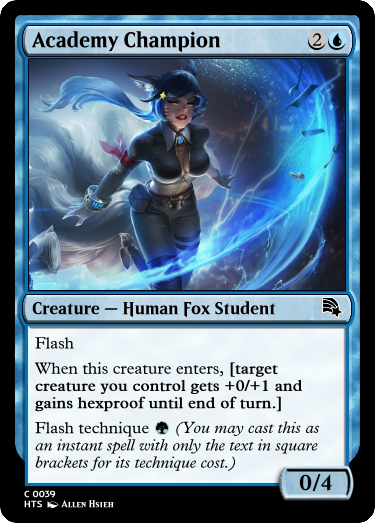 Academy Champion 2
Creature — Human Fox Student
Flash
When this creature enters, [target
creature you control gets +0/+1 and
gains hexproof until end of turn.]
Flash technique (You may cast this as
an instant spell with only the text in square
brackets for its technique cost.)
0/4
C 0039
HTS Allen Hsieh